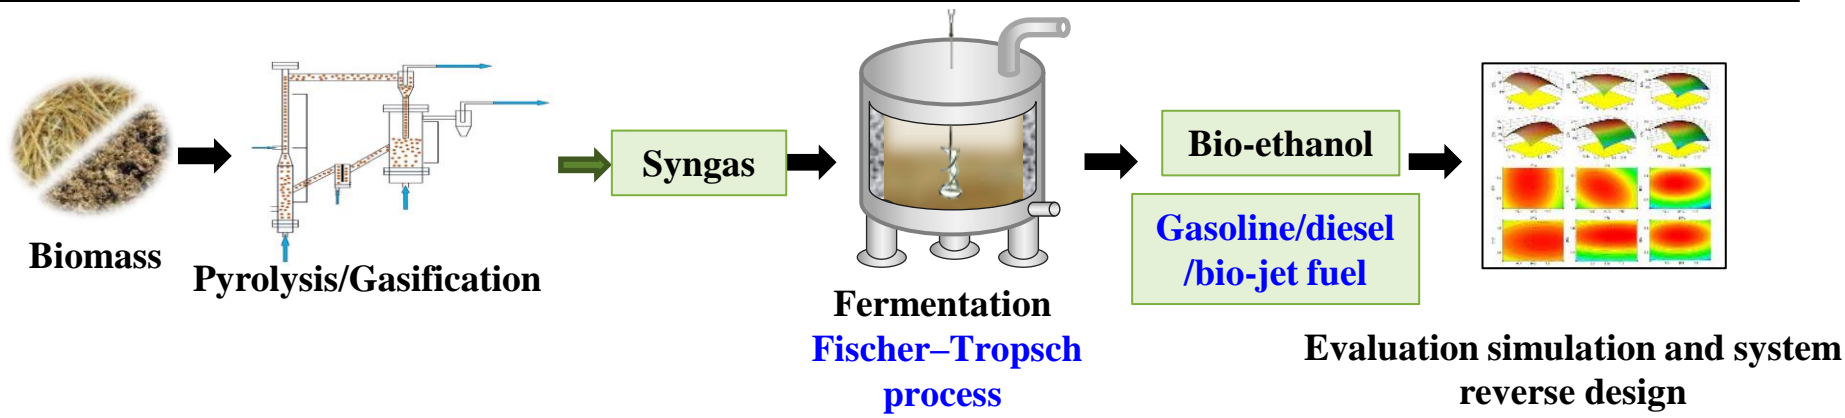 Biomass
Pyrolysis/Gasification
Syngas
Fermentation
Fischer–Tropsch
process
Bio-ethanol
Gasoline/diesel
/bio-jet fuel
Evaluation simulation and system
reverse design